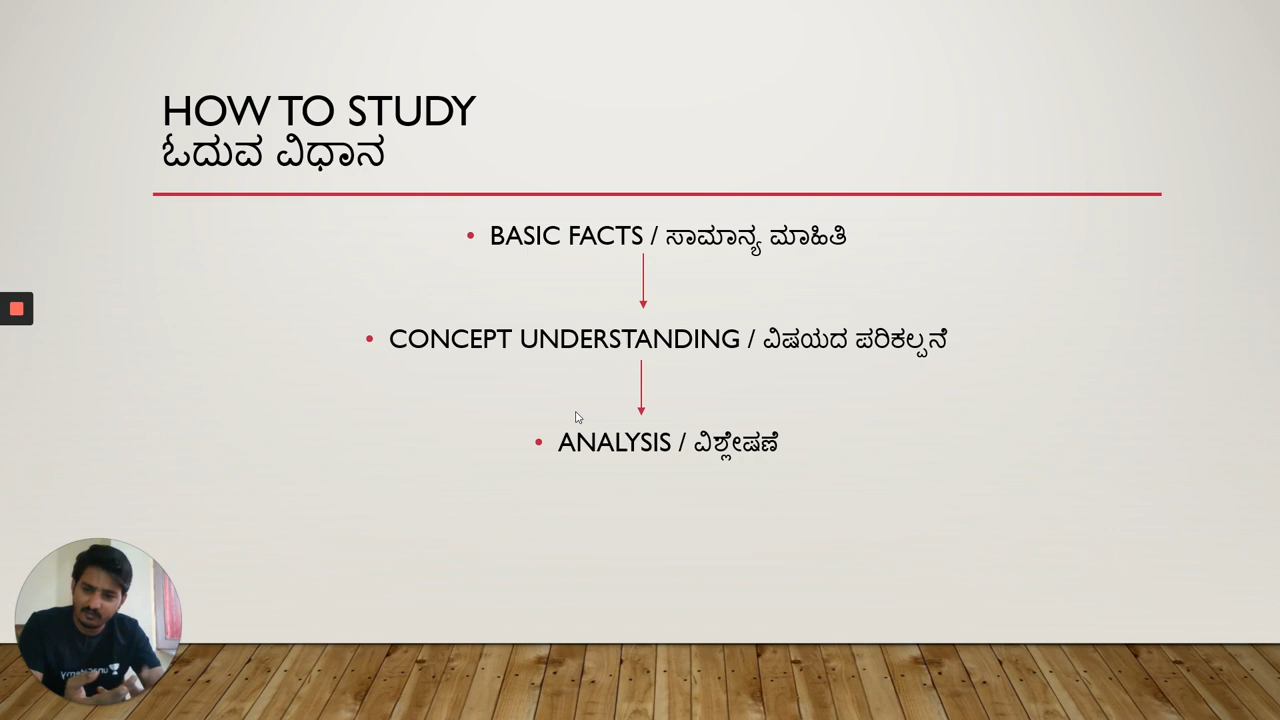 HOW TO STUDY
ಓದುವ ವಿಧಾನ
• BASIC FACTS / ಸಾಮಾನ್ಯ ಮಾಹಿತಿ
• CONCEPT UNDERSTANDING / ವಿಷಯದ ಪರಿಕಲ್ಪನೆ
• ANALYSIS / ವಿಶ್ಲೇಷಣೆ